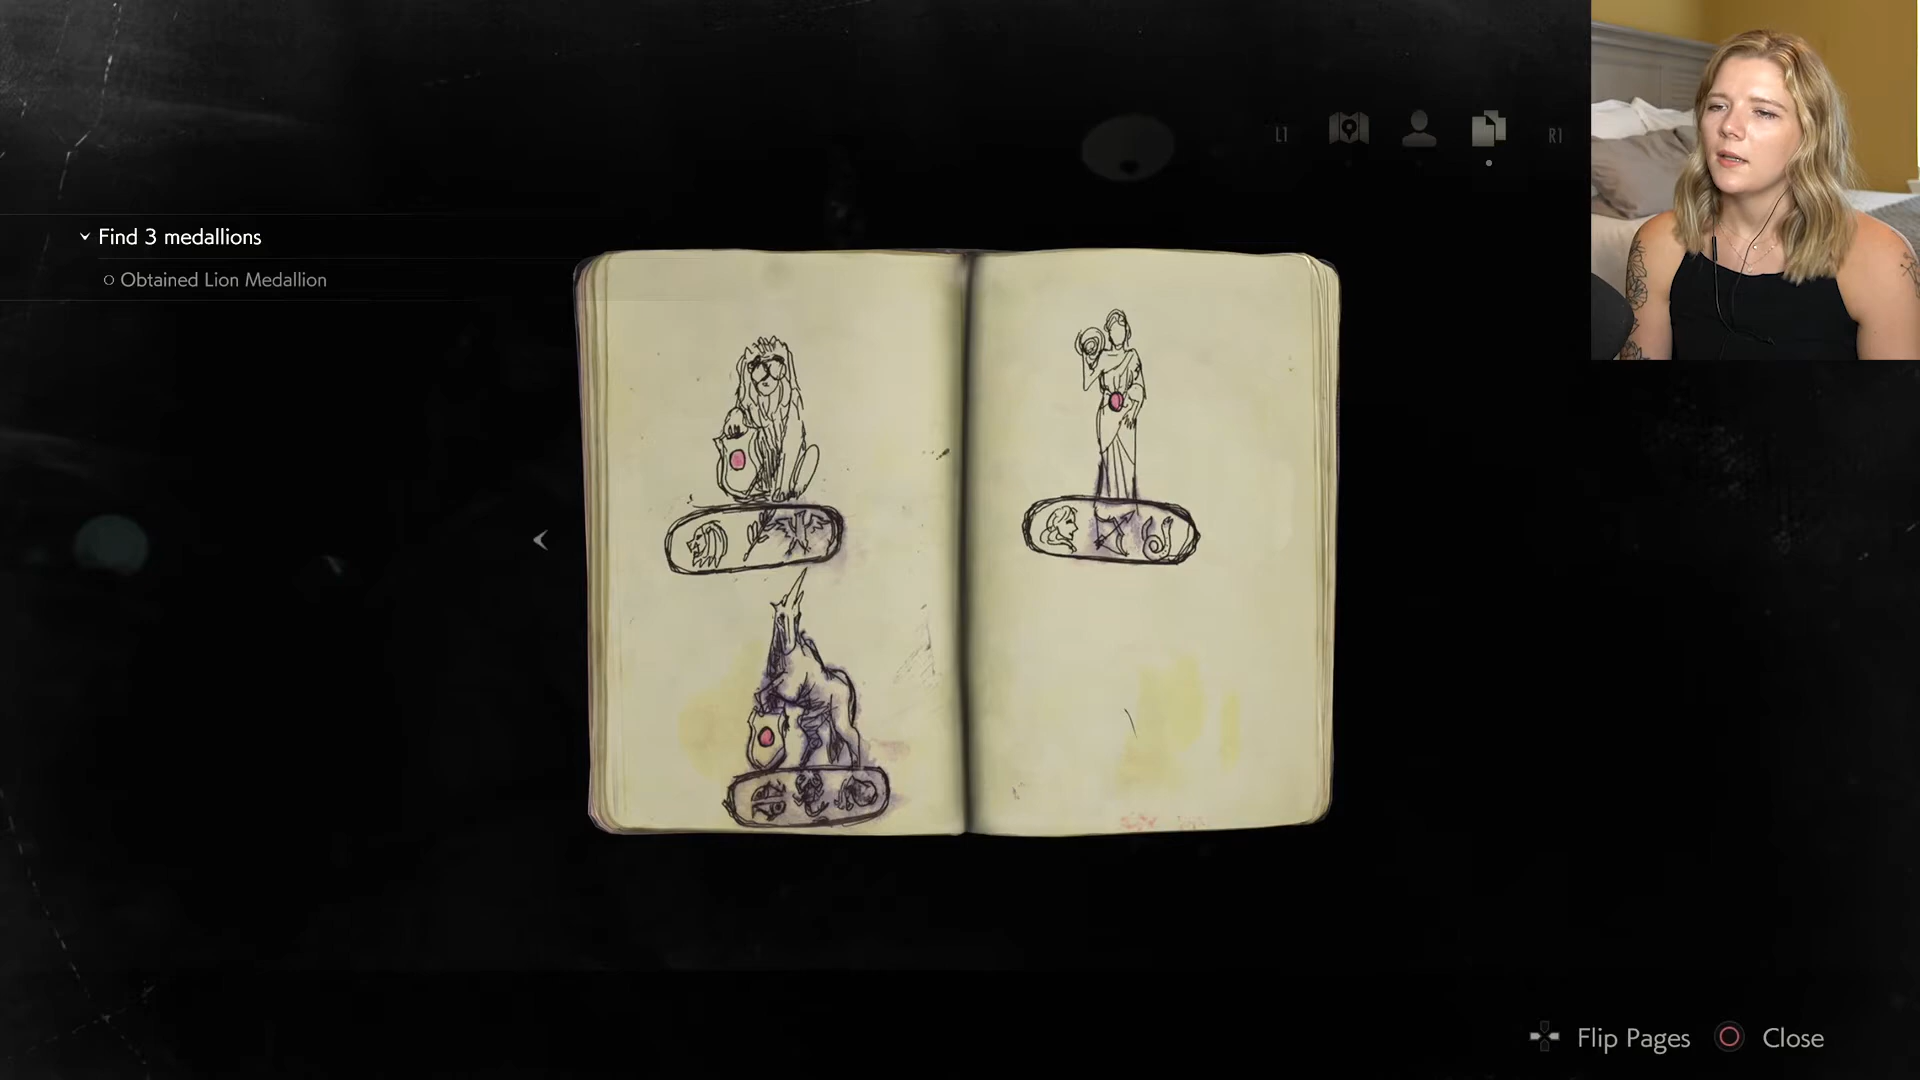 L1
R1
Find 3 medallions
Obtained Lion Medallion
Flip Pages
Close